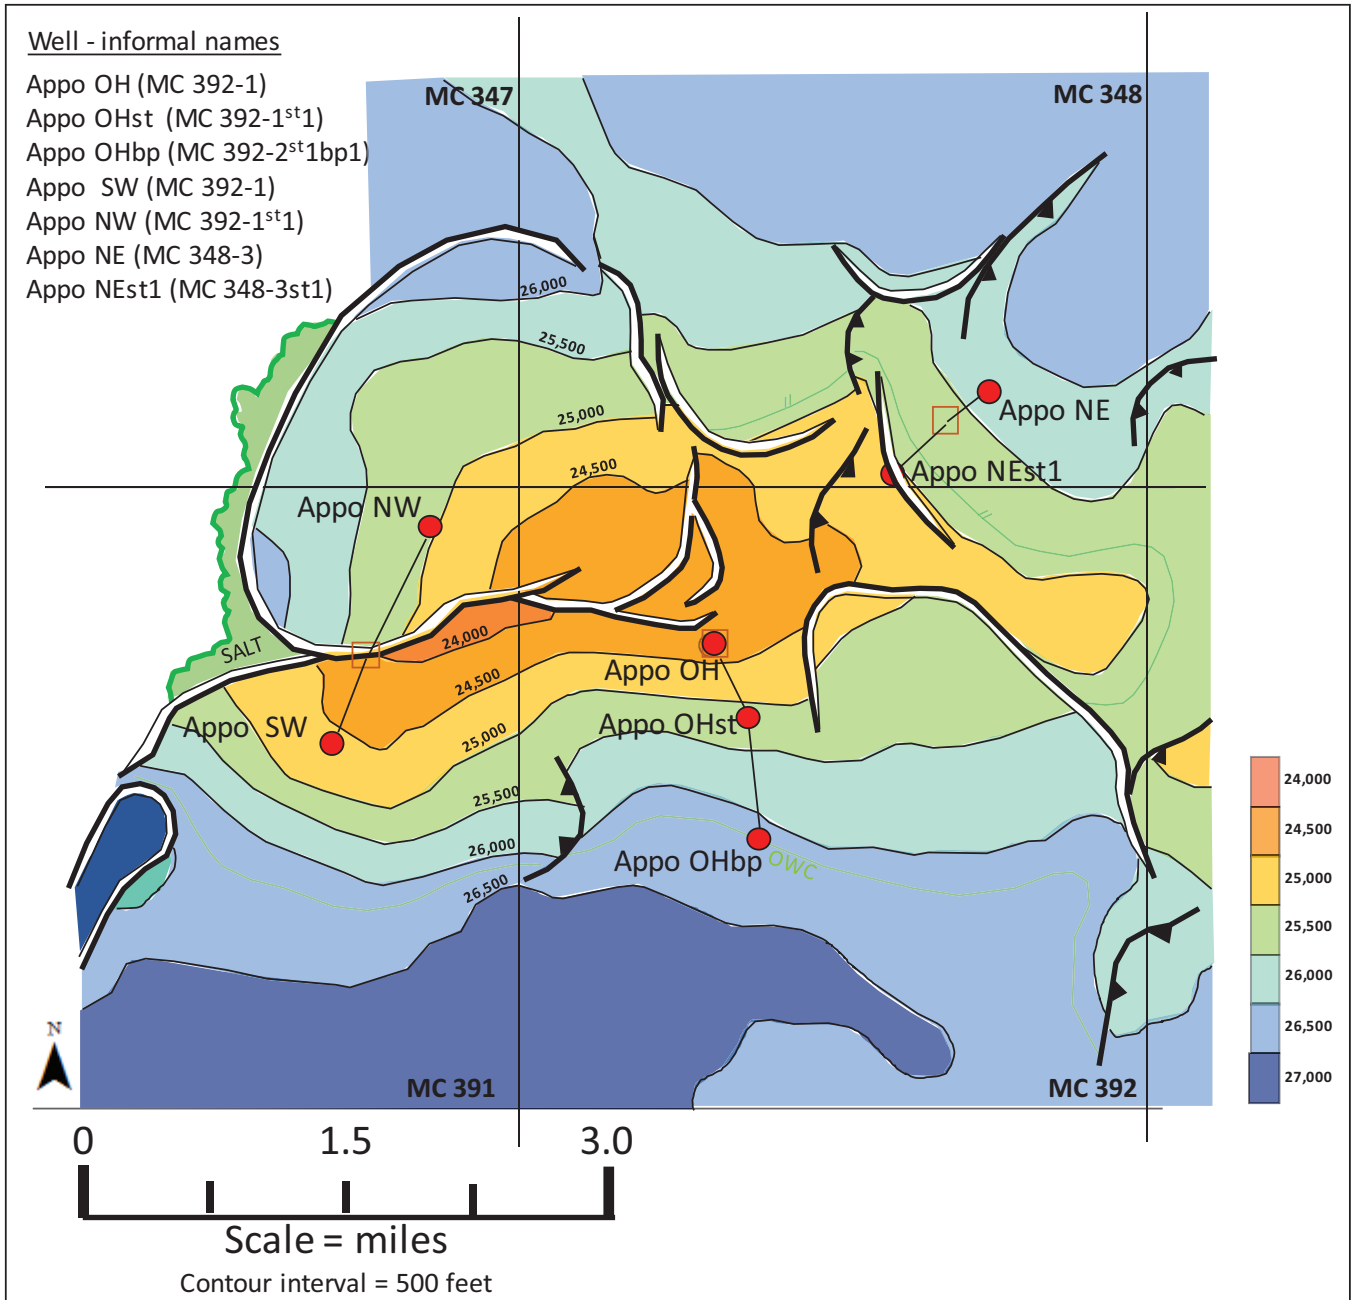 Well - informal names
Appo OH (MC 392-1)
Appo OHst (MC 392-1st1)
Appo OHbp (MC 392-2st1bp1)
Appo SW (MC 392-1)
Appo NW (MC 392-1st1)
Appo NE (MC 348-3)
Appo NEst1 (MC 348-3st1)
MC 347
MC 348
26,000
25,500
25,000
24,500
Appo NE
Appo NEst1
Appo NW
SALT
24,000
Appo OH
24,500
Appo SW
Appo OHst
25,000
25,500
26,000
Appo OHbp
OWC
26,500
24,000
24,500
25,000
25,500
26,000
26,500
27,000
N
MC 391
MC 392
0
1.5
3.0
Scale = miles
Contour interval = 500 feet